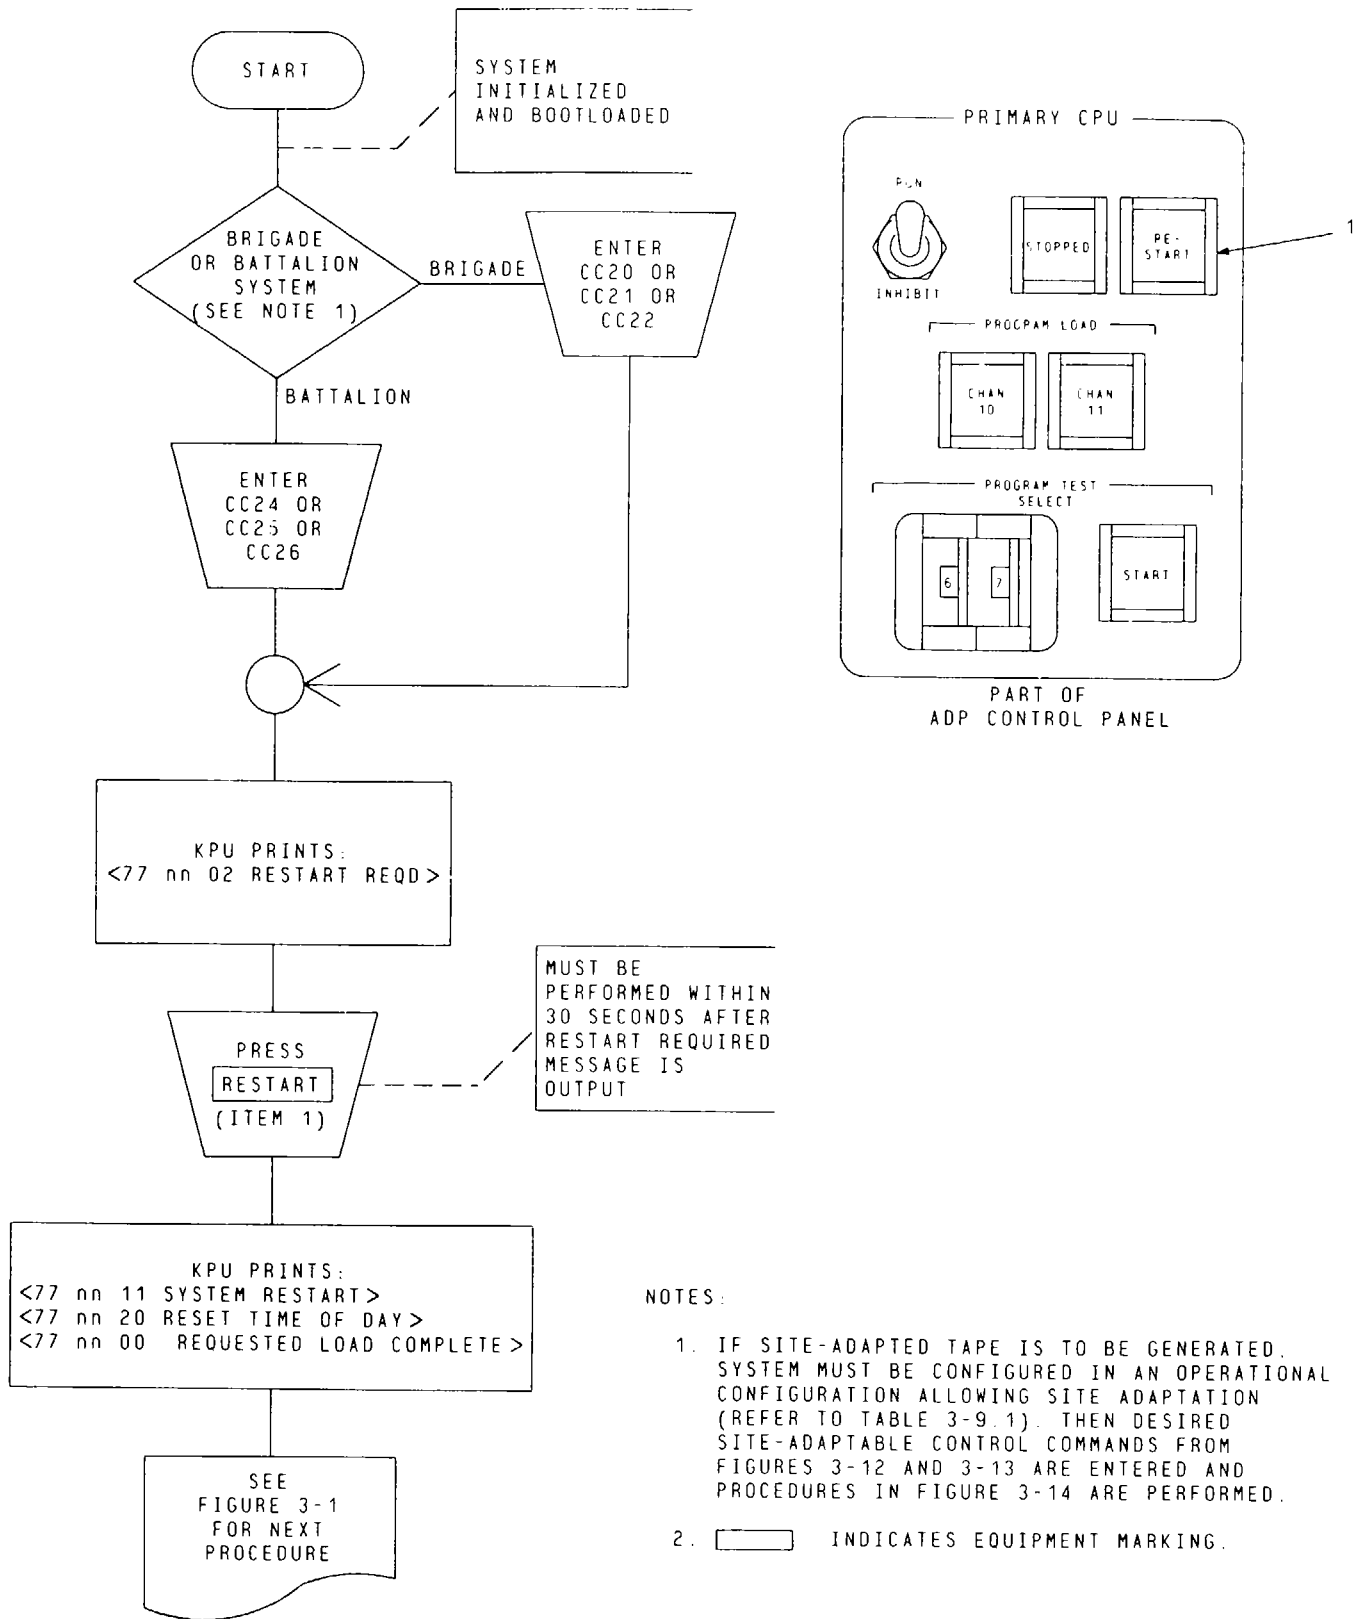 START
SYSTEM
INITIALIZED
AND BOOTLOADED
BRIGADE
OR BATTALION
SYSTEM
(SEE NOTE 1)
BRIGADE
ENTER
CC20 OR
CC21 OR
CC22
BATTALION
ENTER
CC24 OR
CC25 OR
CC26
KPU PRINTS:
<77 nn 02 RESTART REQD>
PRESS
RESTART
(ITEM 1)
MUST BE
PERFORMED WITHIN
30 SECONDS AFTER
RESTART REQUIRED
MESSAGE IS
OUTPUT
KPU PRINTS:
<77 nn 11 SYSTEM RESTART>
<77 nn 20 RESET TIME OF DAY>
<77 nn 00 REQUESTED LOAD COMPLETE>
SEE
FIGURE 3-1
FOR NEXT
PROCEDURE
PRIMARY CPU
RUN
INHIBIT
STOPPED
RE-
START
1
PROGRAM LOAD
CHAN
10
CHAN
11
PROGRAM TEST
SELECT
6 7
START
PART OF
ADP CONTROL PANEL
NOTES:
1. IF SITE-ADAPTED TAPE IS TO BE GENERATED,
SYSTEM MUST BE CONFIGURED IN AN OPERATIONAL
CONFIGURATION ALLOWING SITE ADAPTATION
(REFER TO TABLE 3-9.1). THEN DESIRED
SITE-ADAPTABLE CONTROL COMMANDS FROM
FIGURES 3-12 AND 3-13 ARE ENTERED AND
PROCEDURES IN FIGURE 3-14 ARE PERFORMED.
2. INDICATES EQUIPMENT MARKING.